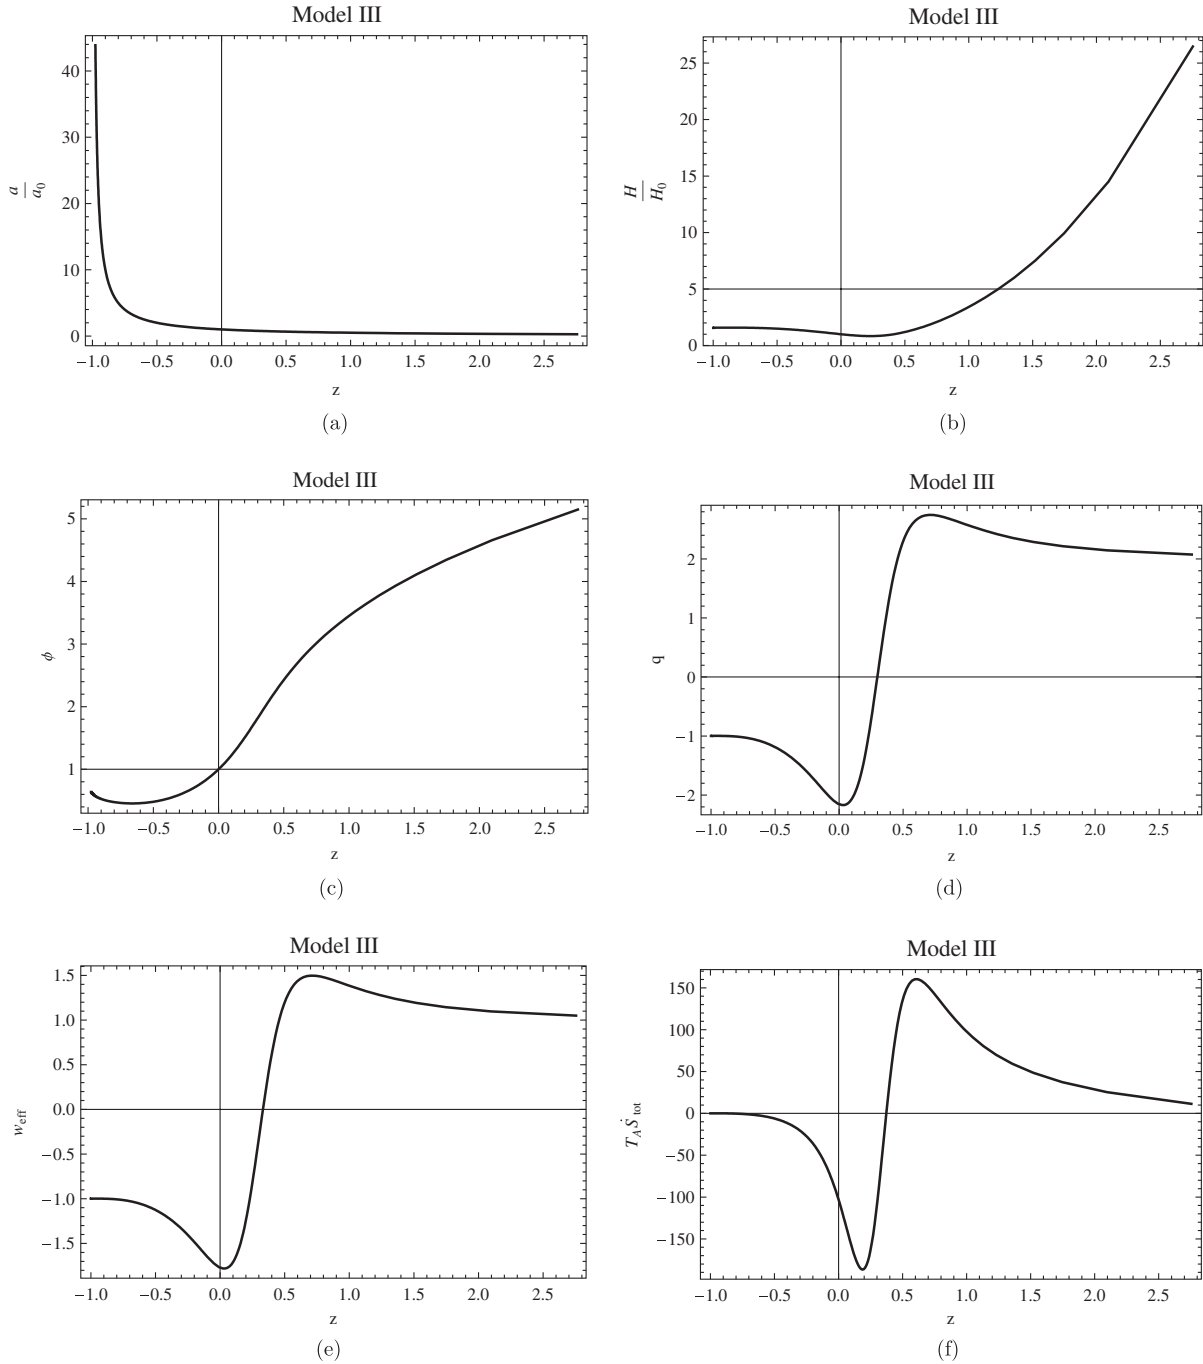 Model III
40
30
20
10
0
a
a0
−1.0 −0.5 0.0 0.5 1.0 1.5 2.0 2.5
z
(a)
Model III
25
20
15
10
5
0
H
H0
−1.0 −0.5 0.0 0.5 1.0 1.5 2.0 2.5
z
(b)
Model III
5
4
3
2
1
ϕ
−1.0 −0.5 0.0 0.5 1.0 1.5 2.0 2.5
z
(c)
Model III
2
1
0
−1
−2
q
−1.0 −0.5 0.0 0.5 1.0 1.5 2.0 2.5
z
(d)
Model III
1.5
1.0
0.5
0.0
−0.5
−1.0
−1.5
weff
−1.0 −0.5 0.0 0.5 1.0 1.5 2.0 2.5
z
(e)
Model III
150
100
50
0
−50
−100
−150
TAṠtot
−1.0 −0.5 0.0 0.5 1.0 1.5 2.0 2.5
z
(f)